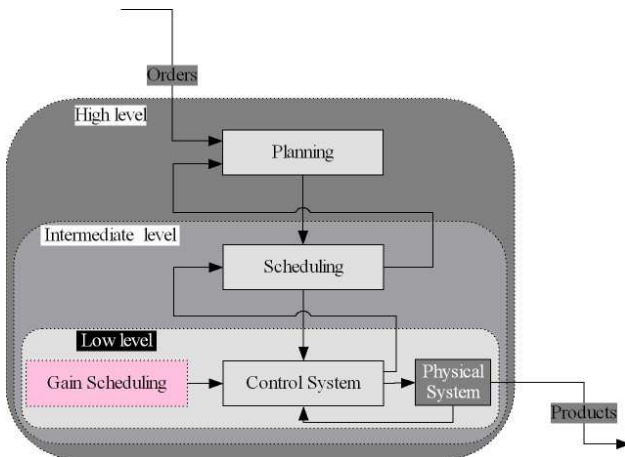 Orders
High level
Planning
Intermediate level
Scheduling
Low level
Gain Scheduling
Control System
Physical
System
Products